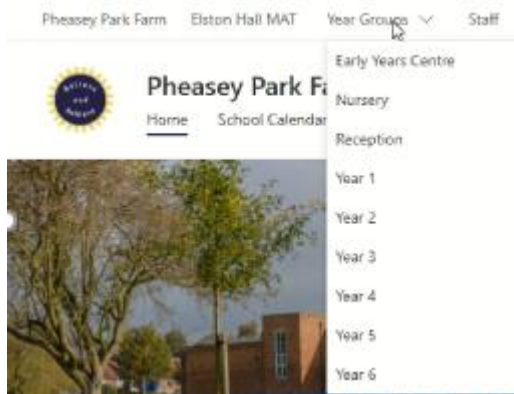 Pheasey Park Farm Elston Hall MAT Year Groups Staff
Pheasey Park Fa
Home School Calendar
Early Years Centre
Nursery
Reception
Year 1
Year 2
Year 3
Year 4
Year 5
Year 6